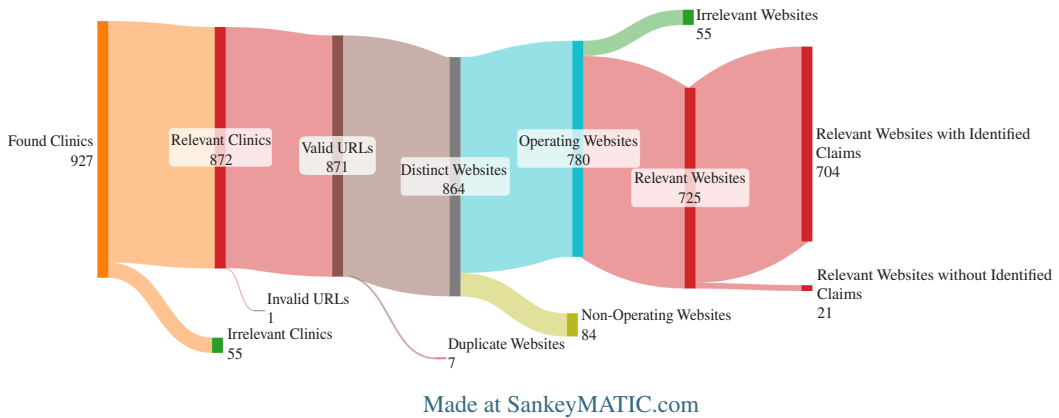 Found Clinics
927
Relevant Clinics
872
Irrelevant Clinics
55
Valid URLs
871
Invalid URLs
1
Distinct Websites
864
Duplicate Websites
7
Operating Websites
780
Non-Operating Websites
84
Irrelevant Websites
55
Relevant Websites
725
Relevant Websites with Identified
Claims
704
Relevant Websites without Identified
Claims
21
Made at SankeyMATIC.com